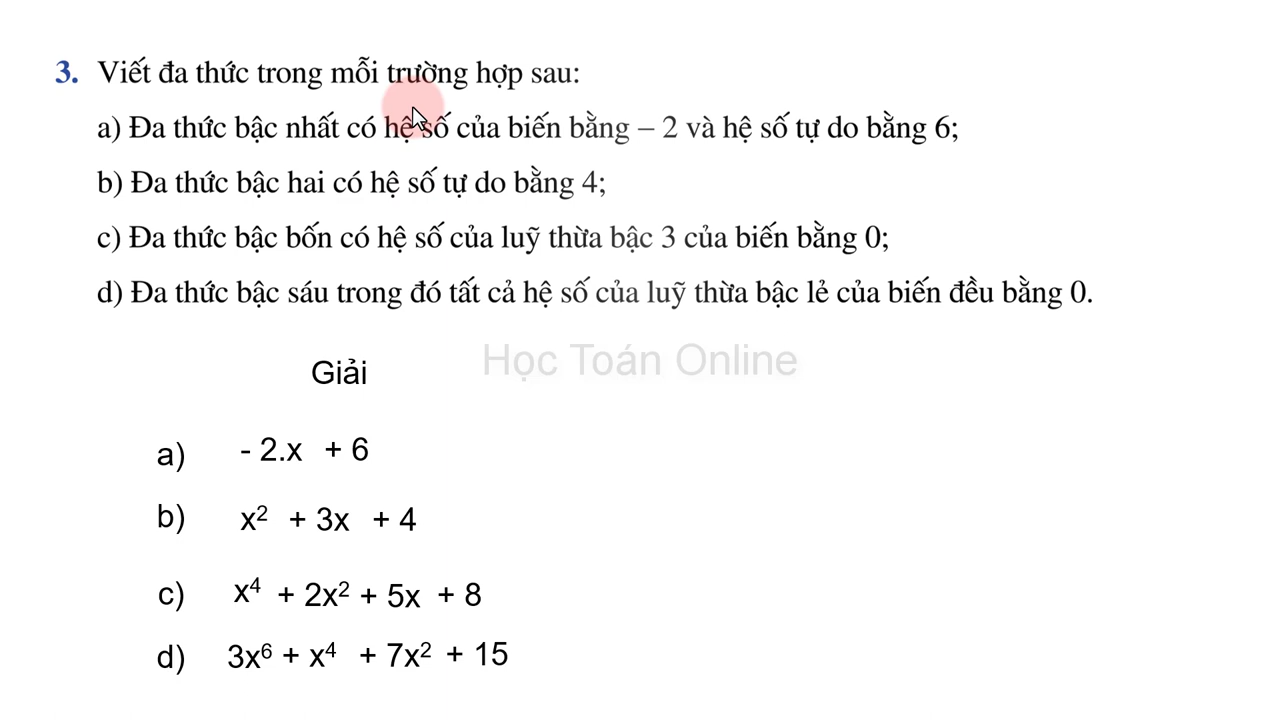 3. Viết đa thức trong mỗi trường hợp sau:
a) Đa thức bậc nhất có hệ số của biến bằng – 2 và hệ số tự do bằng 6;
b) Đa thức bậc hai có hệ số tự do bằng 4;
c) Đa thức bậc bốn có hệ số của luỹ thừa bậc 3 của biến bằng 0;
d) Đa thức bậc sáu trong đó tất cả hệ số của luỹ thừa bậc lẻ của biến đều bằng 0.
Giải
Học Toán Online
a) - 2.x + 6
b) x² + 3x + 4
c) x⁴ + 2x² + 5x + 8
d) 3x⁶ + x⁴ + 7x² + 15